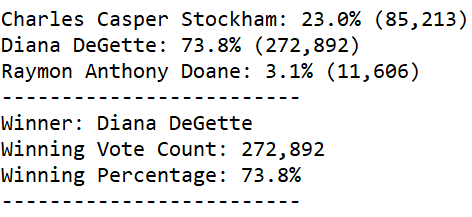 Charles Casper Stockham: 23.0% (85,213)
Diana DeGette: 73.8% (272,892)
Raymon Anthony Doane: 3.1% (11,606)
-------------------------
Winner: Diana DeGette
Winning Vote Count: 272,892
Winning Percentage: 73.8%
-------------------------